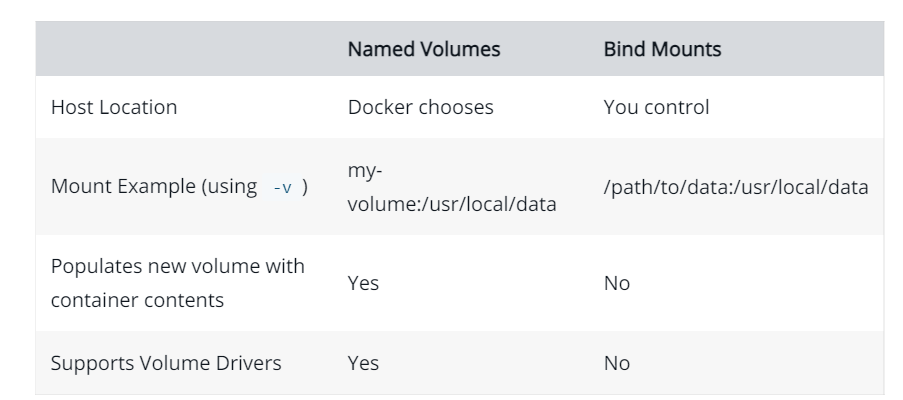 Named Volumes Bind Mounts
Host Location Docker chooses You control
Mount Example (using -v ) my-
volume:/usr/local/data /path/to/data:/usr/local/data
Populates new volume with
container contents Yes No
Supports Volume Drivers Yes No